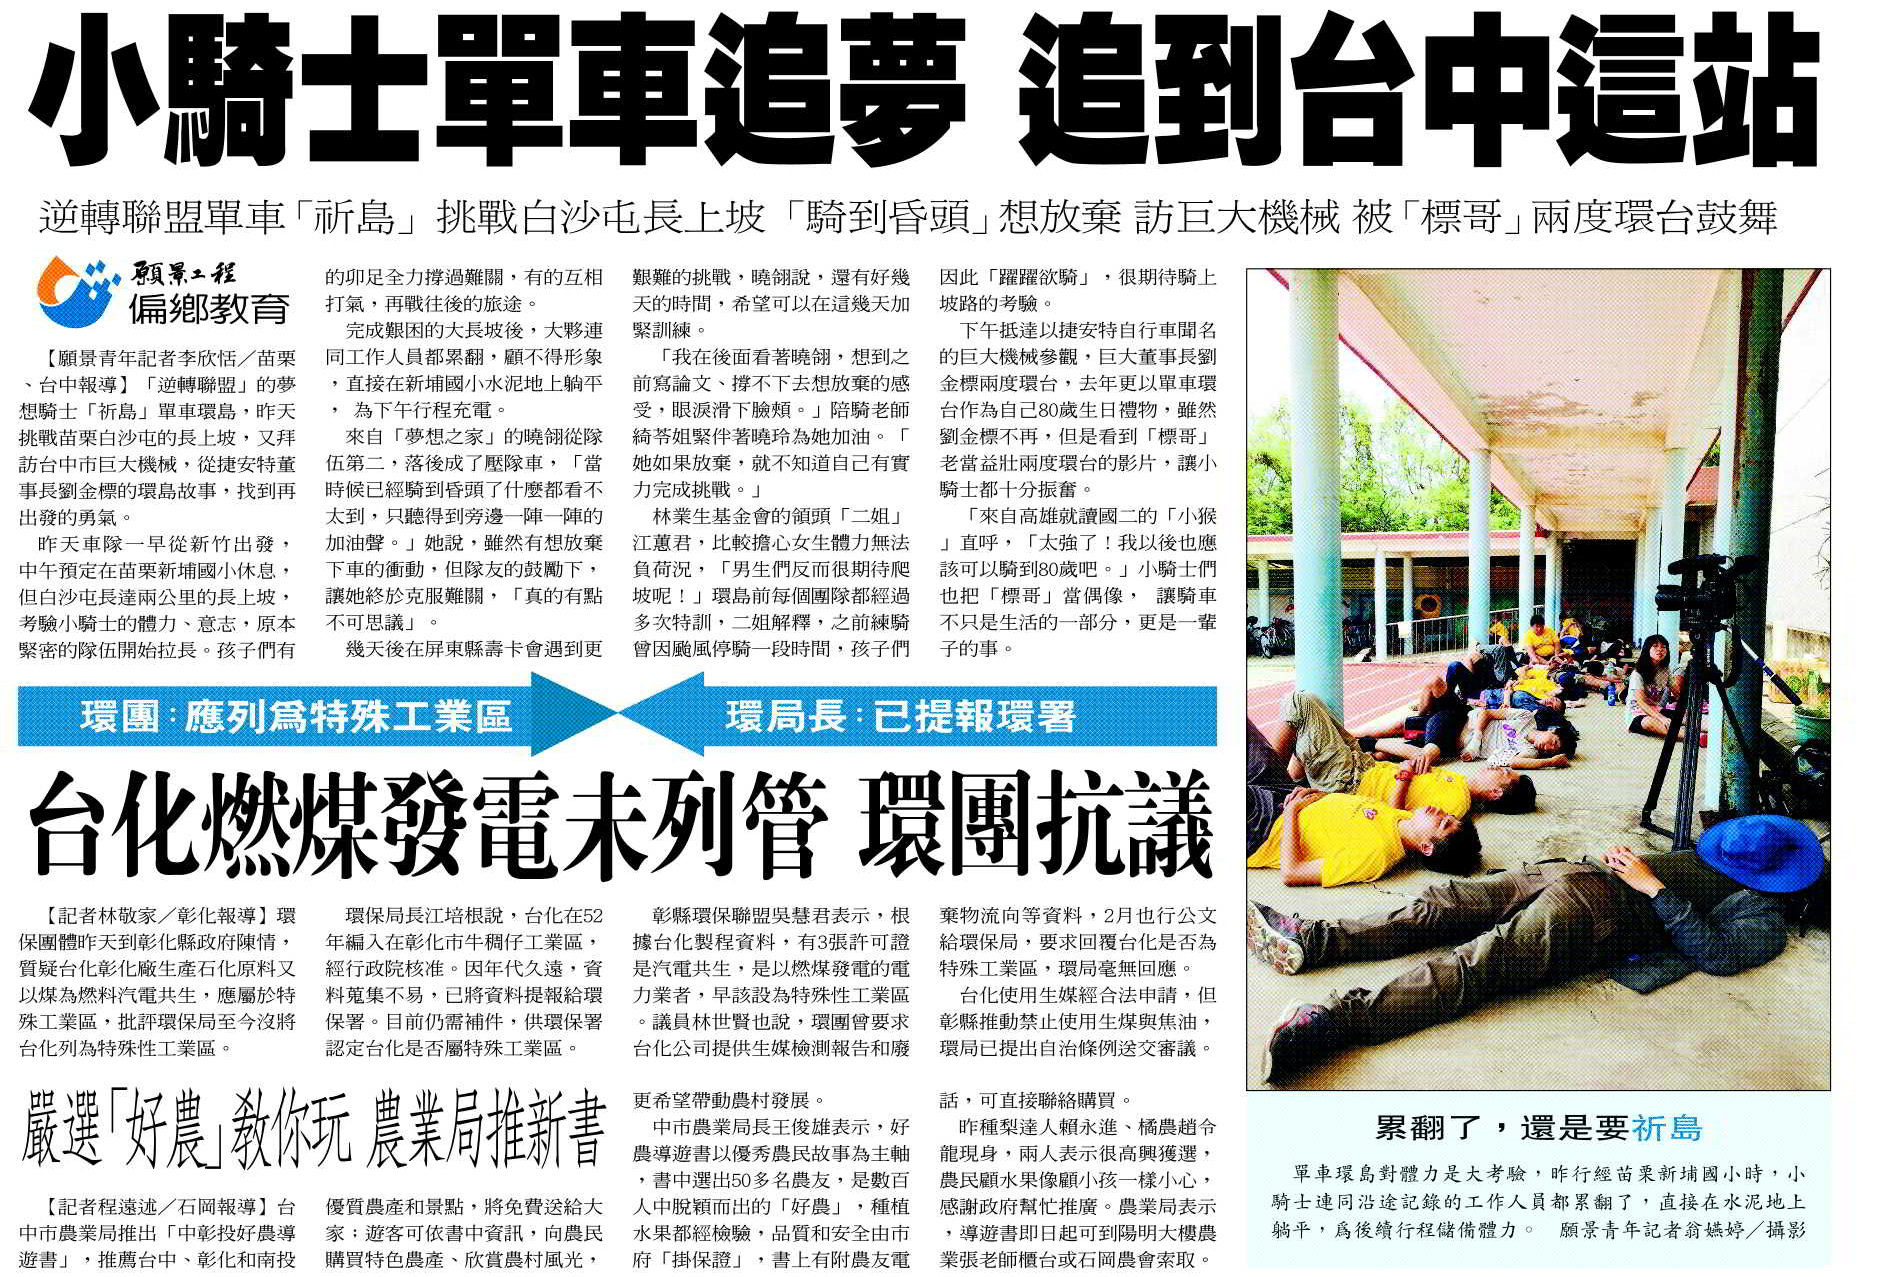 小騎士單車追夢 追到台中這站
逆轉聯盟單車「祈島」挑戰白沙屯長上坡「騎到昏頭」想放棄 訪巨大機械 被「標哥」兩度環台鼓舞
願景工程
偏鄉教育
【願景青年記者李欣恬／苗栗
、台中報導】「逆轉聯盟」的夢
想騎士「祈島」單車環島，昨天
挑戰苗栗白沙屯的長上坡，又拜
訪台中市巨大機械，從捷安特董
事長劉金標的環島故事，找到再
出發的勇氣。
昨天車隊一早從新竹出發，
中午預定在苗栗新埔國小休息，
但白沙屯長達兩公里的長上坡，
考驗小騎士的體力、意志，原本
緊密的隊伍開始拉長。孩子們有
的卯足全力撐過難關，有的互相
打氣，再戰往後的旅途。
完成艱困的大長坡後，大夥連
同工作人員都累翻，顧不得形象
，直接在新埔國小水泥地上躺平
， 為下午行程充電。
來自「夢想之家」的曉翎從隊
伍第二，落後成了壓隊車，「當
時候已經騎到昏頭了什麼都看不
太到，只聽得到旁邊一陣一陣的
加油聲。」她說，雖然有想放棄
下車的衝動，但隊友的鼓勵下，
讓她終於克服難關，「真的有點
不可思議」。
幾天後在屏東縣壽卡會遇到更
艱難的挑戰，曉翎說，還有好幾
天的時間，希望可以在這幾天加
緊訓練。
「我在後面看著曉翎，想到之
前寫論文、撐不下去想放棄的感
受，眼淚滑下臉頰。」陪騎老師
綺苓姐緊伴著曉玲為她加油。「
她如果放棄，就不知道自己有實
力完成挑戰。」
林業生基金會的領頭「二姐」
江蕙君，比較擔心女生體力無法
負荷況，「男生們反而很期待爬
坡呢！」環島前每個團隊都經過
多次特訓，二姐解釋，之前練騎
曾因颱風停騎一段時間，孩子們
因此「躍躍欲騎」，很期待騎上
坡路的考驗。
下午抵達以捷安特自行車聞名
的巨大機械參觀，巨大董事長劉
金標兩度環台，去年更以單車環
台作為自己80歲生日禮物，雖然
劉金標不再，但是看到「標哥」
老當益壯兩度環台的影片，讓小
騎士都十分振奮。
「來自高雄就讀國二的「小猴
」直呼，「太強了！我以後也應
該可以騎到80歲吧。」小騎士們
也把「標哥」當偶像， 讓騎車
不只是生活的一部分，更是一輩
子的事。
環團：應列為特殊工業區
環局長：已提報環署
台化燃煤發電未列管 環團抗議
【記者林敬家／彰化報導】環
保團體昨天到彰化縣政府陳情，
質疑台化彰化廠生產石化原料又
以煤為燃料汽電共生，應屬於特
殊工業區，批評環保局至今沒將
台化列為特殊性工業區。
環保局長江培根說，台化在52
年編入在彰化市牛稠仔工業區，
經行政院核准。因年代久遠，資
料蒐集不易，已將資料提報給環
保署。目前仍需補件，供環保署
認定台化是否屬特殊工業區。
彰縣環保聯盟吳慧君表示，根
據台化製程資料，有3張許可證
是汽電共生，是以燃煤發電的電
力業者，早該設為特殊性工業區
。議員林世賢也說，環團曾要求
台化公司提供生媒檢測報告和廢
棄物流向等資料，2月也行公文
給環保局，要求回覆台化是否為
特殊工業區，環局毫無回應。
台化使用生媒經合法申請，但
彰縣推動禁止使用生煤與焦油，
環局已提出自治條例送交審議。
嚴選「好農」教你玩 農業局推新書
【記者程遠述／石岡報導】台
中市農業局推出「中彰投好農導
遊書」，推薦台中、彰化和南投
優質農產和景點，將免費送給大
家：遊客可依書中資訊，向農民
購買特色農產、欣賞農村風光，
更希望帶動農村發展。
中市農業局長王俊雄表示，好
農導遊書以優秀農民故事為主軸
，書中選出50多名農友，是數百
人中脫穎而出的「好農」，種植
水果都經檢驗，品質和安全由市
府「掛保證」，書上有附農友電
話，可直接聯絡購買。
昨種梨達人賴永進、橘農趙令
龍現身，兩人表示很高興獲選，
農民顧水果像顧小孩一樣小心，
感謝政府幫忙推廣。農業局表示
，導遊書即日起可到陽明大樓農
業張老師櫃台或石岡農會索取。
累翻了，還是要祈島
單車環島對體力是大考驗，昨行經苗栗新埔國小時，小
騎士連同沿途記錄的工作人員都累翻了，直接在水泥地上
躺平，為後續行程儲備體力。 願景青年記者翁嬿婷／攝影